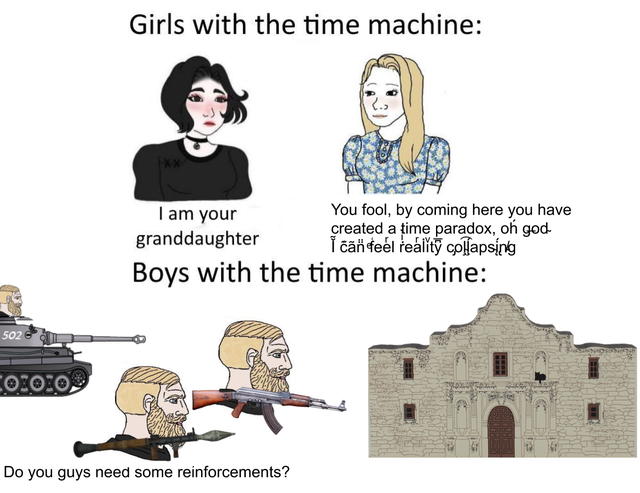 Girls with the time machine:
I am your
granddaughter
You fool, by coming here you have
created a time paradox, oh god
I can feel reality collapsing
Boys with the time machine:
502
Do you guys need some reinforcements?